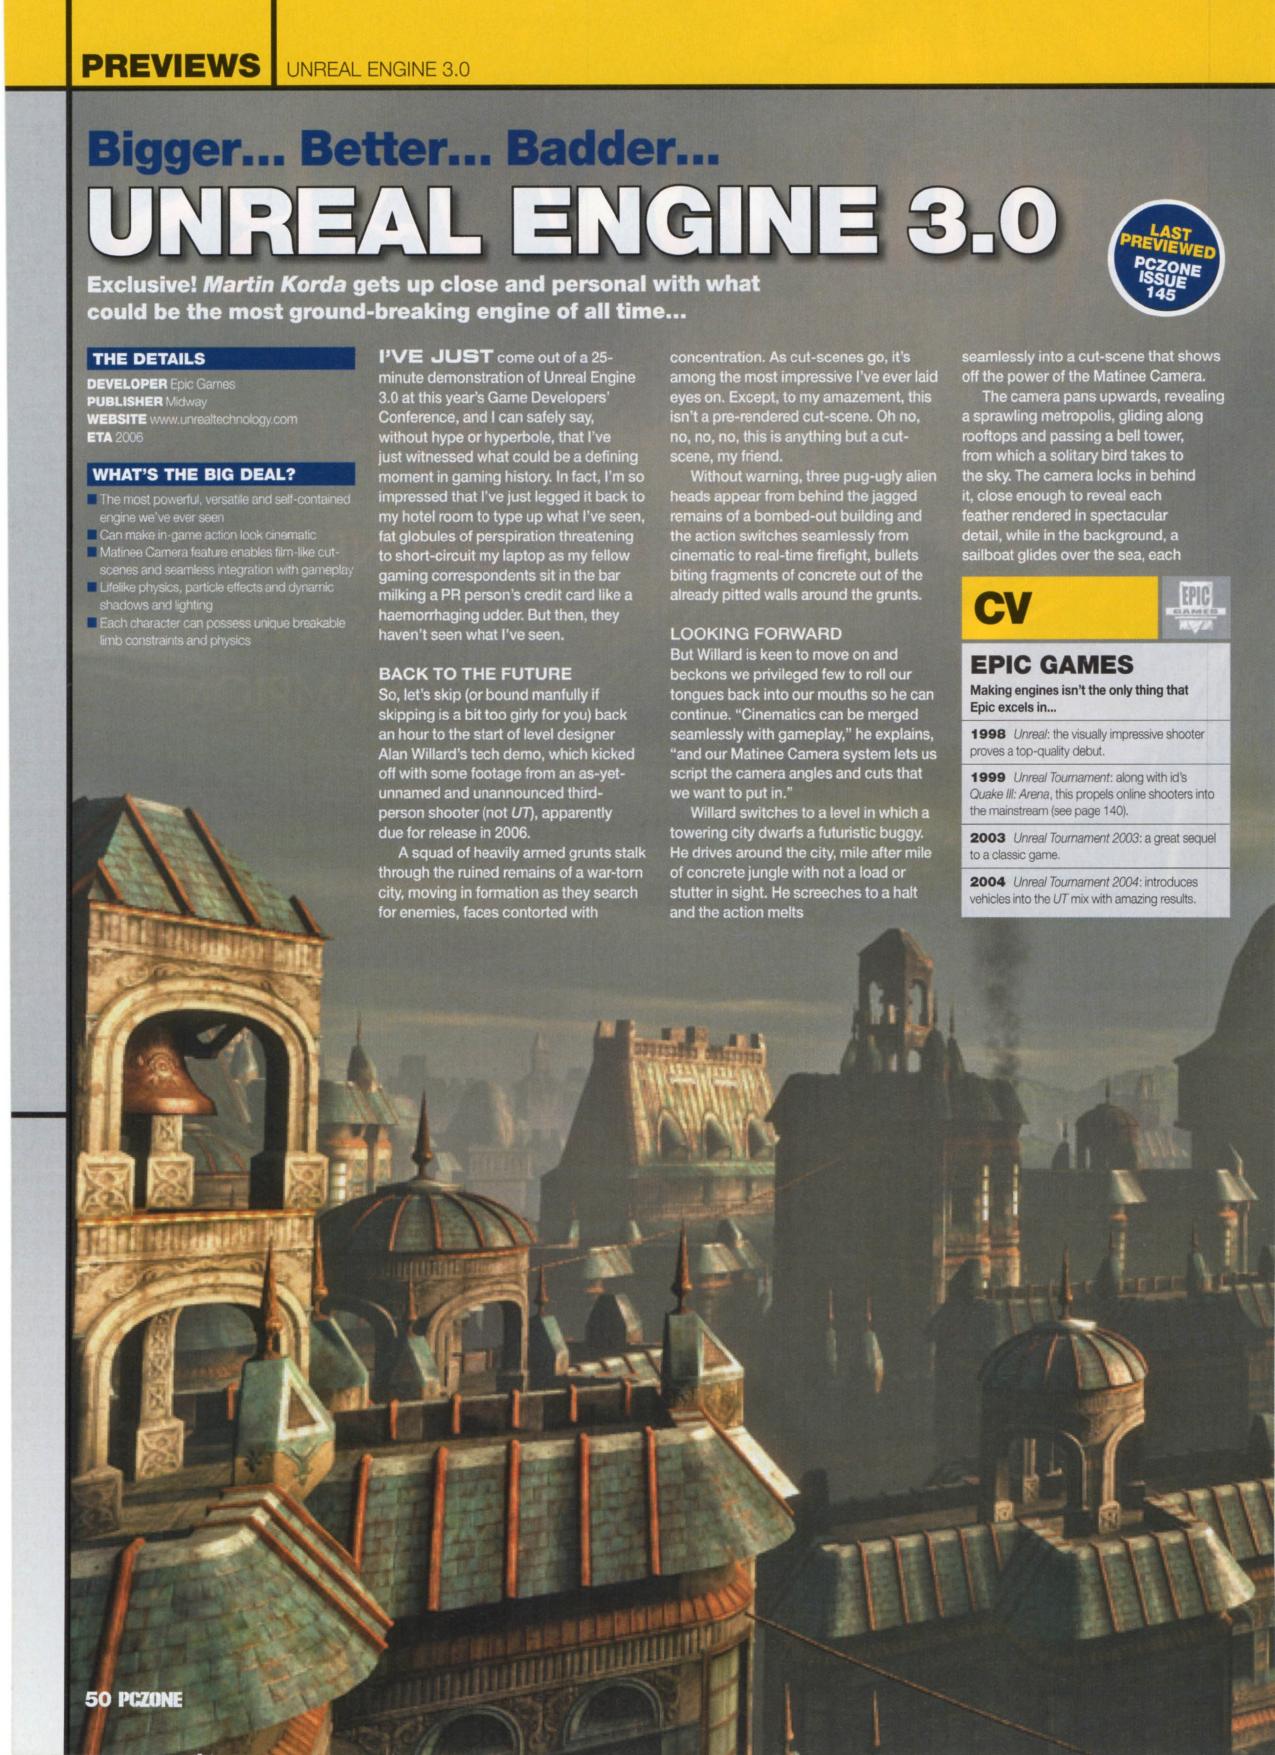 PREVIEWS
UNREAL ENGINE 3.0
Bigger... Better... Badder...
UNREAL ENGINE 3.0
Exclusive! Martin Korda gets up close and personal with what
could be the most ground-breaking engine of all time...
LAST
PREVIEWED
PCZONE
ISSUE
145
THE DETAILS
DEVELOPER Epic Games
PUBLISHER Midway
WEBSITE www.unrealtechnology.com
ETA 2006
WHAT'S THE BIG DEAL?
The most powerful, versatile and self-contained
engine we've ever seen
Can make in-game action look cinematic
Matinee Camera feature enables film-like cut-
scenes and seamless integration with gameplay
Lifelike physics, particle effects and dynamic
shadows and lighting
Each character can possess unique breakable
limb constraints and physics
I'VE JUST come out of a 25-
minute demonstration of Unreal Engine
3.0 at this year's Game Developers'
Conference, and I can safely say,
without hype or hyperbole, that I've
just witnessed what could be a defining
moment in gaming history. In fact, I'm so
impressed that I've just legged it back to
my hotel room to type up what I've seen,
fat globules of perspiration threatening
to short-circuit my laptop as my fellow
gaming correspondents sit in the bar
milking a PR person's credit card like a
haemorrhaging udder. But then, they
haven't seen what I've seen.
BACK TO THE FUTURE
So, let's skip (or bound manfully if
skipping is a bit too girly for you) back
an hour to the start of level designer
Alan Willard's tech demo, which kicked
off with some footage from an as-yet-
unnamed and unannounced third-
person shooter (not UT), apparently
due for release in 2006.
A squad of heavily armed grunts stalk
through the ruined remains of a war-torn
city, moving in formation as they search
for enemies, faces contorted with
concentration. As cut-scenes go, it's
among the most impressive I've ever laid
eyes on. Except, to my amazement, this
isn't a pre-rendered cut-scene. Oh no,
no, no, no, this is anything but a cut-
scene, my friend.
Without warning, three pug-ugly alien
heads appear from behind the jagged
remains of a bombed-out building and
the action switches seamlessly from
cinematic to real-time firefight, bullets
biting fragments of concrete out of the
already pitted walls around the grunts.
LOOKING FORWARD
But Willard is keen to move on and
beckons we privileged few to roll our
tongues back into our mouths so he can
continue. "Cinematics can be merged
seamlessly with gameplay," he explains,
"and our Matinee Camera system lets us
script the camera angles and cuts that
we want to put in."
Willard switches to a level in which a
towering city dwarfs a futuristic buggy.
He drives around the city, mile after mile
of concrete jungle with not a load or
stutter in sight. He screeches to a halt
and the action melts
seamlessly into a cut-scene that shows
off the power of the Matinee Camera.
The camera pans upwards, revealing
a sprawling metropolis, gliding along
rooftops and passing a bell tower,
from which a solitary bird takes to
the sky. The camera locks in behind
it, close enough to reveal each
feather rendered in spectacular
detail, while in the background, a
sailboat glides over the sea, each
CV
EPIC
GAMES
EPIC GAMES
Making engines isn't the only thing that
Epic excels in...
1998 Unreal: the visually impressive shooter
proves a top-quality debut.
1999 Unreal Tournament: along with id's
Quake III: Arena, this propels online shooters into
the mainstream (see page 140).
2003 Unreal Tournament 2003: a great sequel
to a classic game.
2004 Unreal Tournament 2004: introduces
vehicles into the UT mix with amazing results.
50 PCZONE